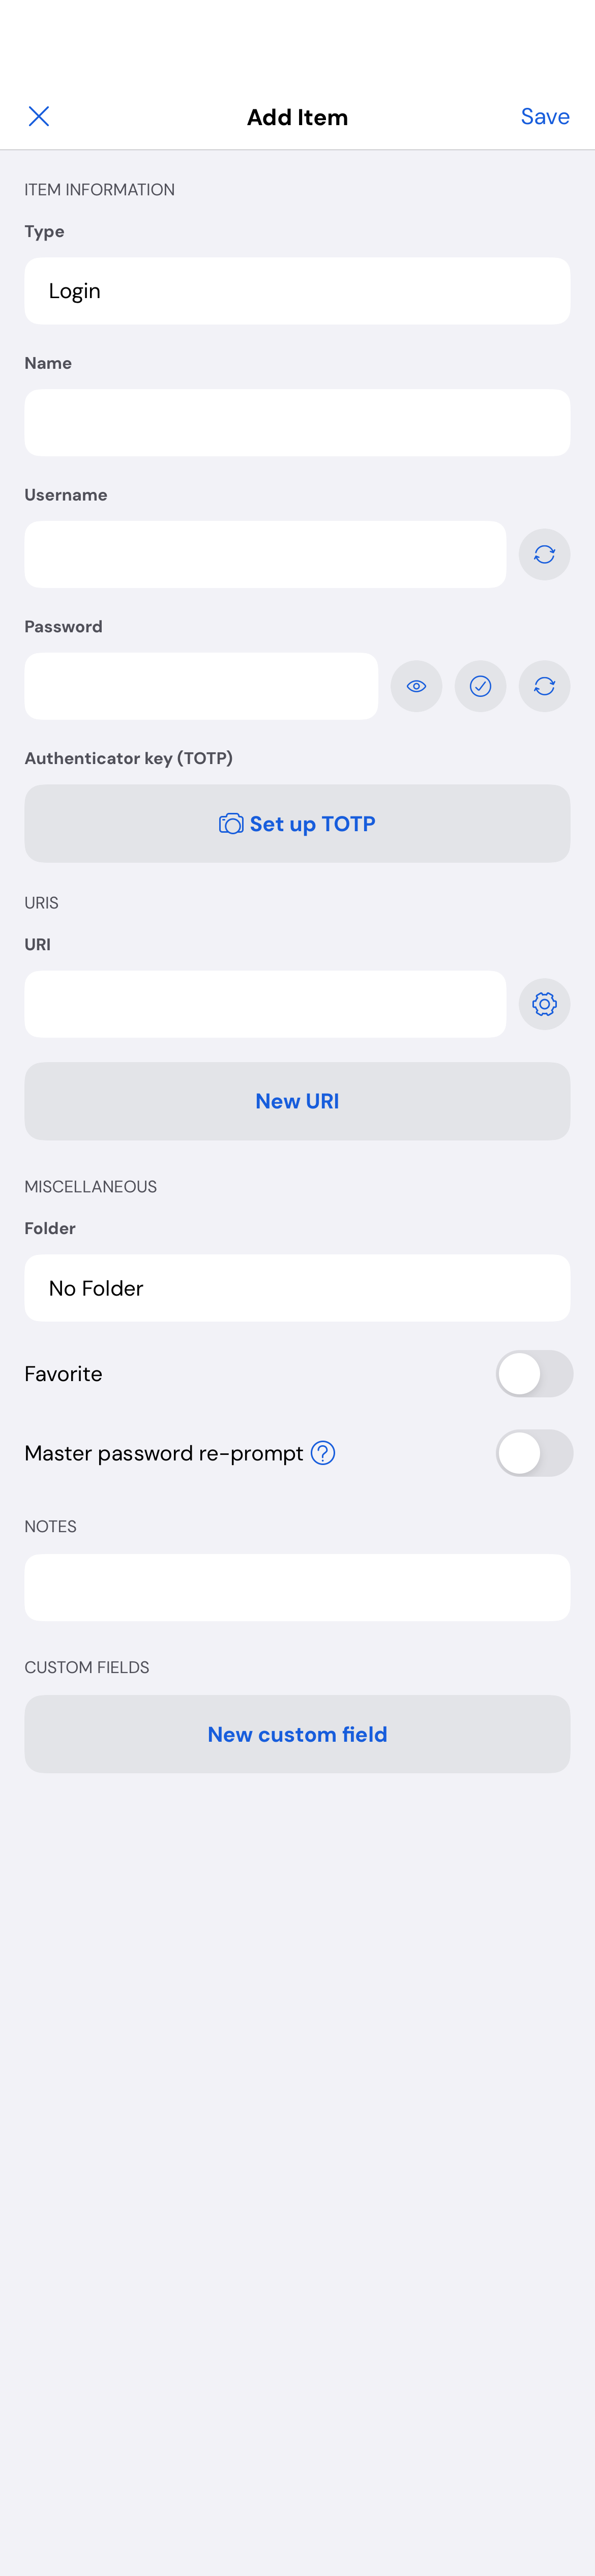 Add Item
Save
ITEM INFORMATION
Type
Login
Name
Username
Password
Authenticator key (TOTP)
Set up TOTP
URIS
URI
New URI
MISCELLANEOUS
Folder
No Folder
Favorite
Master password re-prompt
NOTES
CUSTOM FIELDS
New custom field